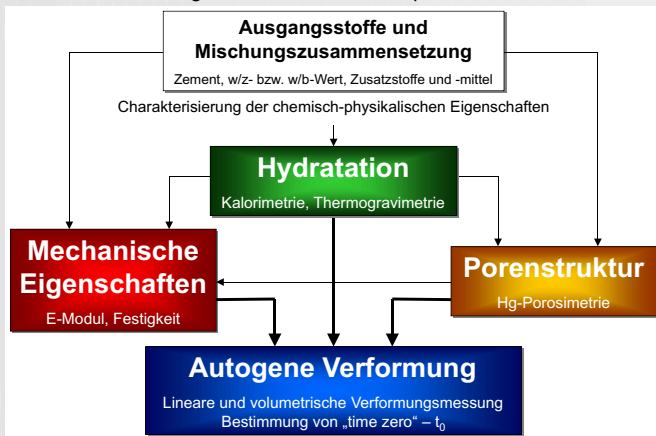 Ausgangsstoffe und
Mischungszusammensetzung
Zement, w/z- bzw. w/b-Wert, Zusatzstoffe und -mittel
Charakterisierung der chemisch-physikalischen Eigenschaften
Hydratation
Kalorimetrie, Thermogravimetrie
Mechanische
Eigenschaften
E-Modul, Festigkeit
Porenstruktur
Hg-Porosimetrie
Autogene Verformung
Lineare und volumetrische Verformungsmessung
Bestimmung von „time zero“ – t₀